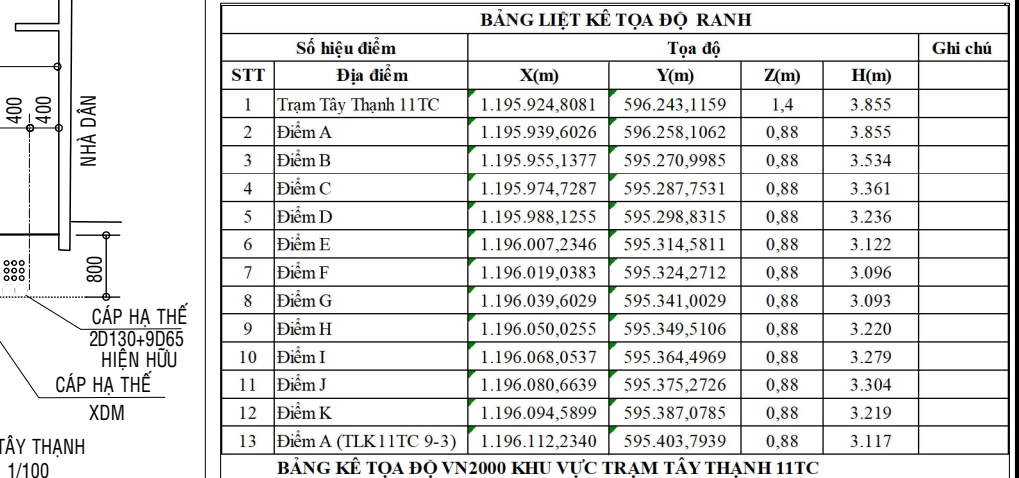 400
400
NHÀ DÂN
800
CÁP HẠ THẾ
2D130+9D65
HIỆN HỮU
CÁP HẠ THẾ
XDM
TÂY THẠNH
1/100
BẢNG LIỆT KÊ TỌA ĐỘ RANH
Số hiệu điểm Tọa độ Ghi chú
STT Địa điểm X(m) Y(m) Z(m) H(m)
1 Trạm Tây Thạnh 11TC 1.195.924,8081 596.243,1159 1,4 3.855
2 Điểm A 1.195.939,6026 596.258,1062 0,88 3.855
3 Điểm B 1.195.955,1377 595.270,9985 0,88 3.534
4 Điểm C 1.195.974,7287 595.287,7531 0,88 3.361
5 Điểm D 1.195.988,1255 595.298,8315 0,88 3.236
6 Điểm E 1.196.007,2346 595.314,5811 0,88 3.122
7 Điểm F 1.196.019,0383 595.324,2712 0,88 3.096
8 Điểm G 1.196.039,6029 595.341,0029 0,88 3.093
9 Điểm H 1.196.050,0255 595.349,5106 0,88 3.220
10 Điểm I 1.196.068,0537 595.364,4969 0,88 3.279
11 Điểm J 1.196.080,6639 595.375,2726 0,88 3.304
12 Điểm K 1.196.094,5899 595.387,0785 0,88 3.219
13 Điểm A (TLK11TC 9-3) 1.196.112,2340 595.403,7939 0,88 3.117
BẢNG KÊ TỌA ĐỘ VN2000 KHU VỰC TRẠM TÂY THẠNH 11TC